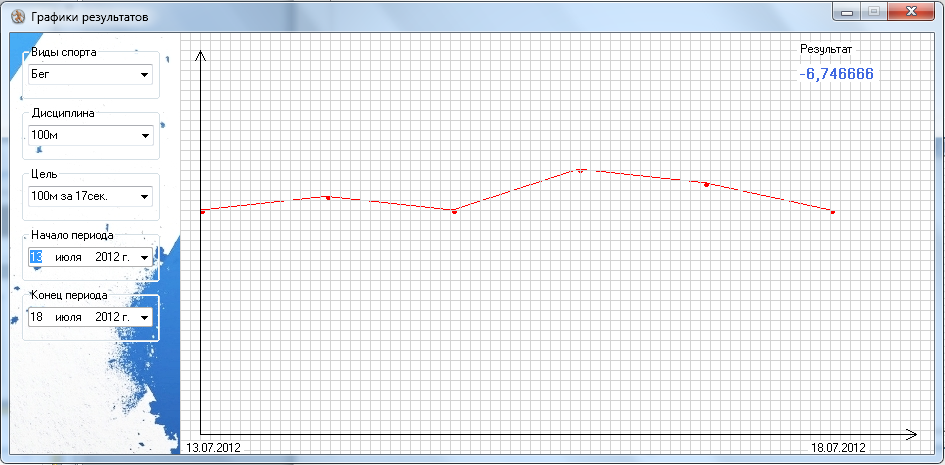 Графики результатов
Виды спорта
Бег
Дисциплина
100м
Цель
100м за 17сек.
Начало периода
13 июля 2012 г.
Конец периода
18 июля 2012 г.
Результат
-6,746666
13.07.2012
18.07.2012